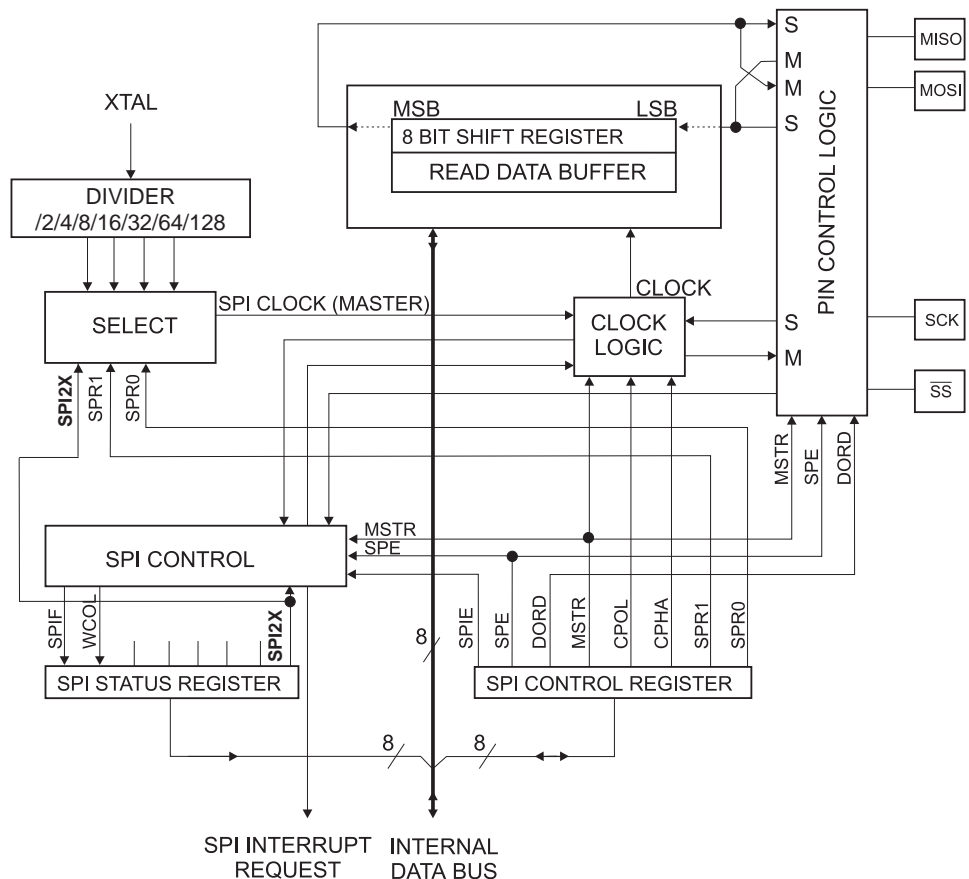 S
MISO
M
M
MOSI
XTAL
MSB
LSB
S
8 BIT SHIFT REGISTER
READ DATA BUFFER
DIVIDER
/2/4/8/16/32/64/128
PIN CONTROL LOGIC
SPI CLOCK (MASTER)
CLOCK
SELECT
CLOCK
LOGIC
S
SCK
M
SPI2X
SPR1
SPR0
SS
MSTR
SPE
DORD
MSTR
SPE
SPI CONTROL
SPIF
WCOL
SPI2X
8
SPIE
SPE
DORD
MSTR
CPOL
CPHA
SPR1
SPR0
SPI STATUS REGISTER
SPI CONTROL REGISTER
8
8
SPI INTERRUPT
REQUEST
INTERNAL
DATA BUS